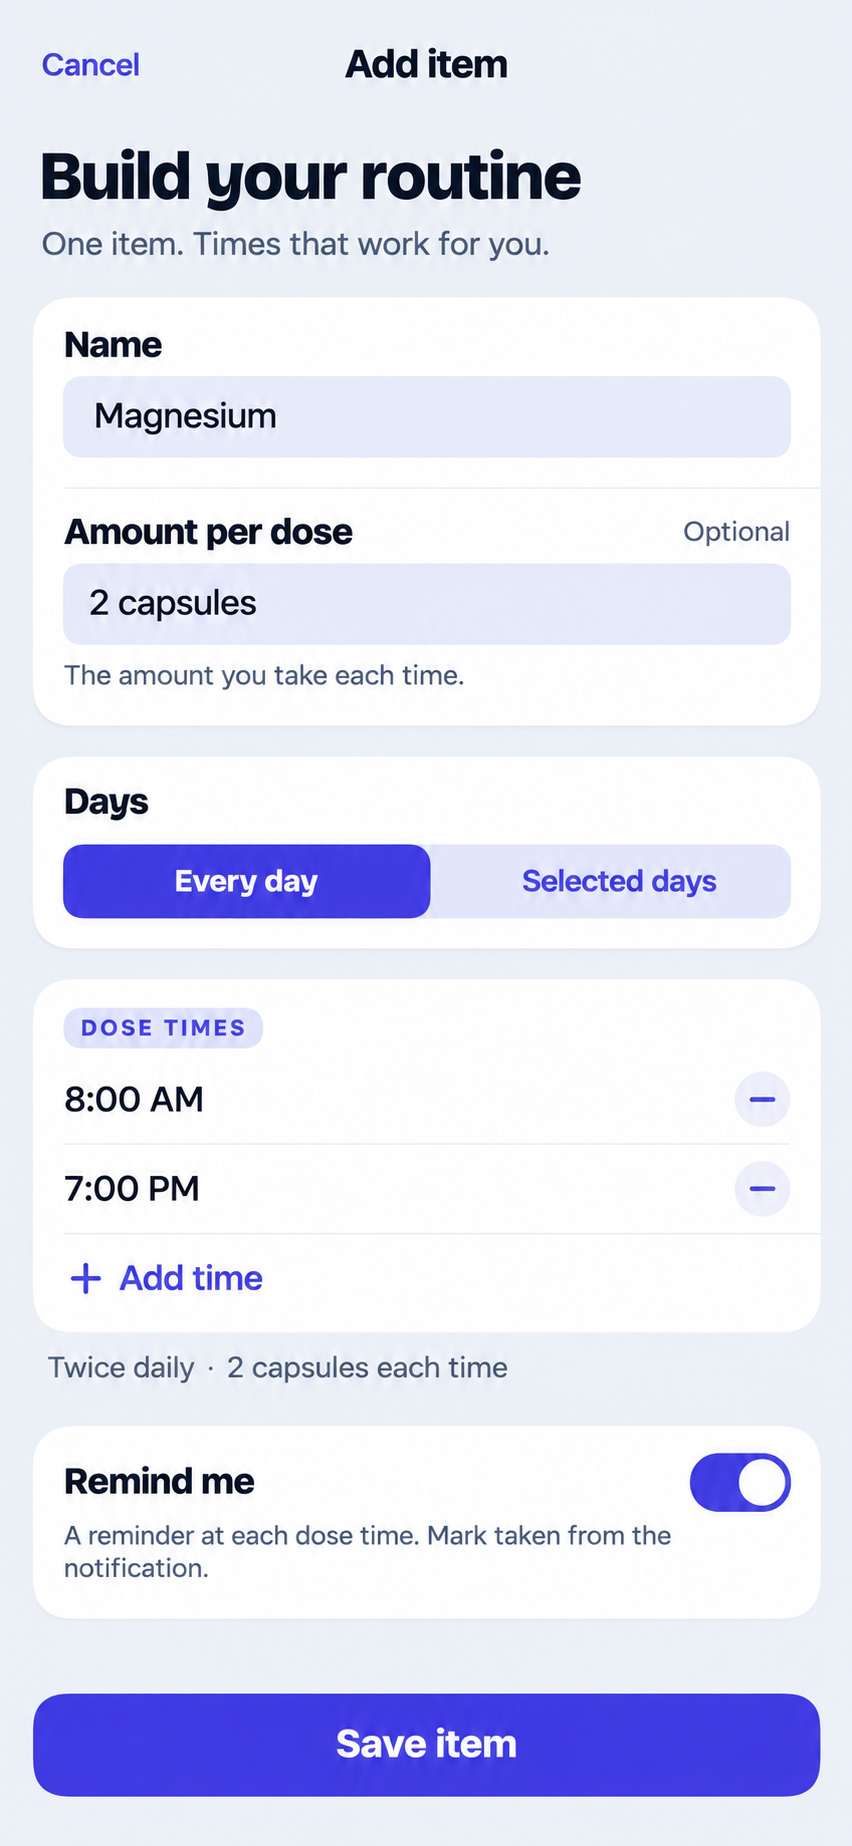 Cancel
Add item
Build your routine
One item. Times that work for you.
Name
Magnesium
Amount per dose
Optional
2 capsules
The amount you take each time.
Days
Every day
Selected days
DOSE TIMES
8:00 AM
7:00 PM
+ Add time
Twice daily · 2 capsules each time
Remind me
A reminder at each dose time. Mark taken from the
notification.
Save item